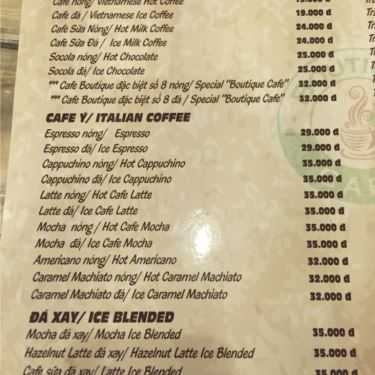 Cafe nóng/ Vietnamese Hot Coffee 19.000 đ
Cafe đá / Vietnamese Ice Coffee 19.000 đ
Cafe Sữa Nóng/ Hot Milk Coffee 24.000 đ
Cafe Sữa Đá / Ice Milk Coffee 24.000 đ
Socola nóng/ Hot Chocolate 25.000 đ
Socola đá/ Ice Chocolate 25.000 đ
*** Cafe Boutique đặc biệt số 8 nóng/ Special "Boutique Cafe" 32.000 đ
*** Cafe Boutique đặc biệt số 8 đá / Special "Boutique Cafe" 32.000 đ
CAFE Ý/ ITALIAN COFFEE
Espresso nóng/ Espresso 29.000 đ
Espresso đá/ Ice Espresso 29.000 đ
Cappuchino nóng/ Hot Cappuchino 35.000 đ
Cappuchino đá/ Ice Cappuchino 35.000 đ
Latte nóng/ Hot Cafe Latte 35.000 đ
Latte đá/ Ice Cafe Latte 35.000 đ
Mocha nóng / Hot Cafe Mocha 35.000 đ
Mocha đá/ Ice Cafe Mocha 35.000 đ
Americano nóng/ Hot Americano 32.000 đ
Caramel Machiato nóng/ Hot Caramel Machiato 32.000 đ
Caramel Machiato đá/ Ice Caramel Machiato 32.000 đ
ĐÁ XAY/ ICE BLENDED
Mocha đá xay/ Mocha Ice Blended 35.000 đ
Hazelnut Latte đá xay/ Hazelnut Latte Ice Blended 35.000 đ
Cafe sữa đá xay/ Latte Ice Blended 35.000 đ